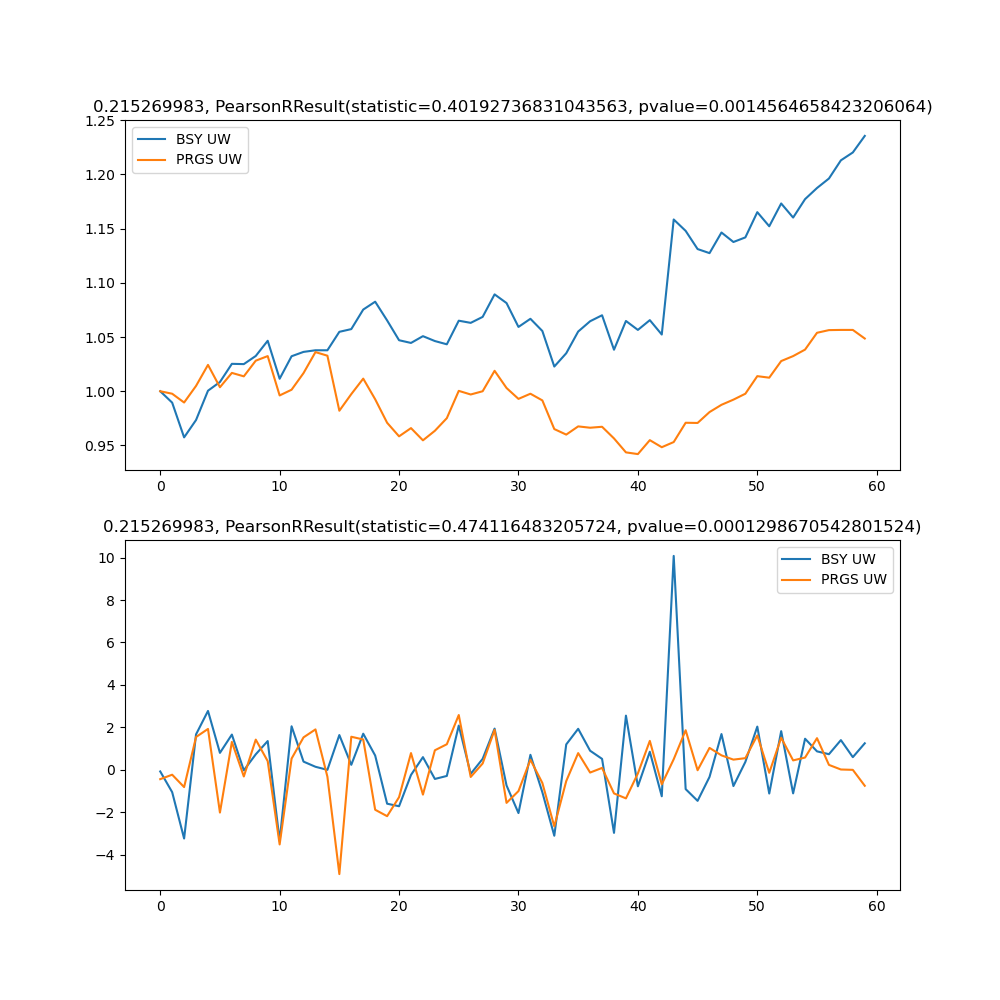 0.215269983, PearsonRResult(statistic=0.40192736831043563, pvalue=0.0014564658423206064)
BSY UW
PRGS UW
1.25
1.20
1.15
1.10
1.05
1.00
0.95
0 10 20 30 40 50 60
0.215269983, PearsonRResult(statistic=0.474116483205724, pvalue=0.0001298670542801524)
BSY UW
PRGS UW
10
8
6
4
2
0
−2
−4
0 10 20 30 40 50 60